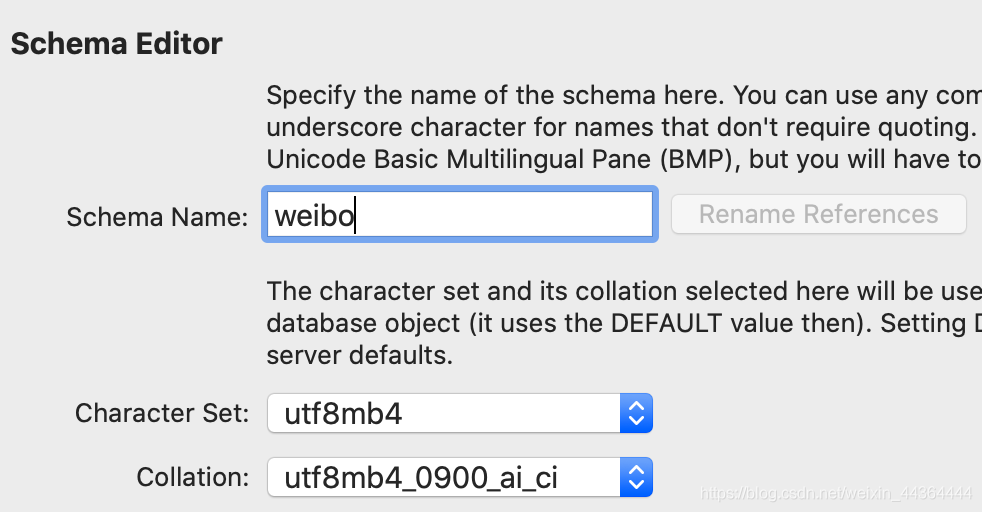 Schema Editor
Specify the name of the schema here. You can use any com
underscore character for names that don't require quoting.
Unicode Basic Multilingual Pane (BMP), but you will have to
Schema Name: weibo Rename References
The character set and its collation selected here will be use
database object (it uses the DEFAULT value then). Setting D
server defaults.
Character Set: utf8mb4
Collation: utf8mb4_0900_ai_ci
https://blog.csdn.net/weixin_44364444